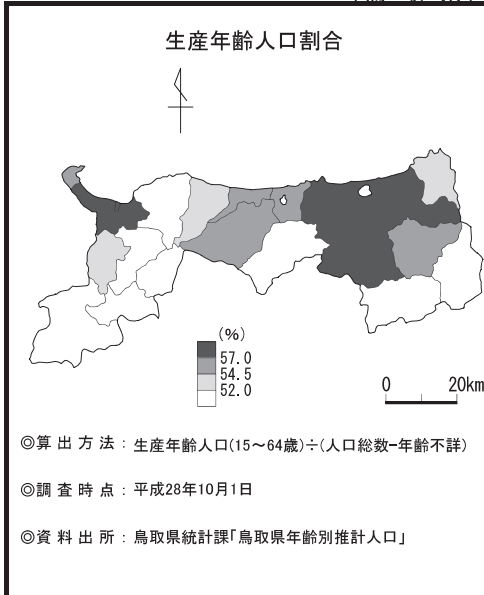 生産年齢人口割合
(%)
57.0
54.5
52.0
0 20km
◎算出方法：生産年齢人口(15～64歳)÷(人口総数-年齢不詳)
◎調査時点：平成28年10月1日
◎資料出所：鳥取県統計課「鳥取県年齢別推計人口」